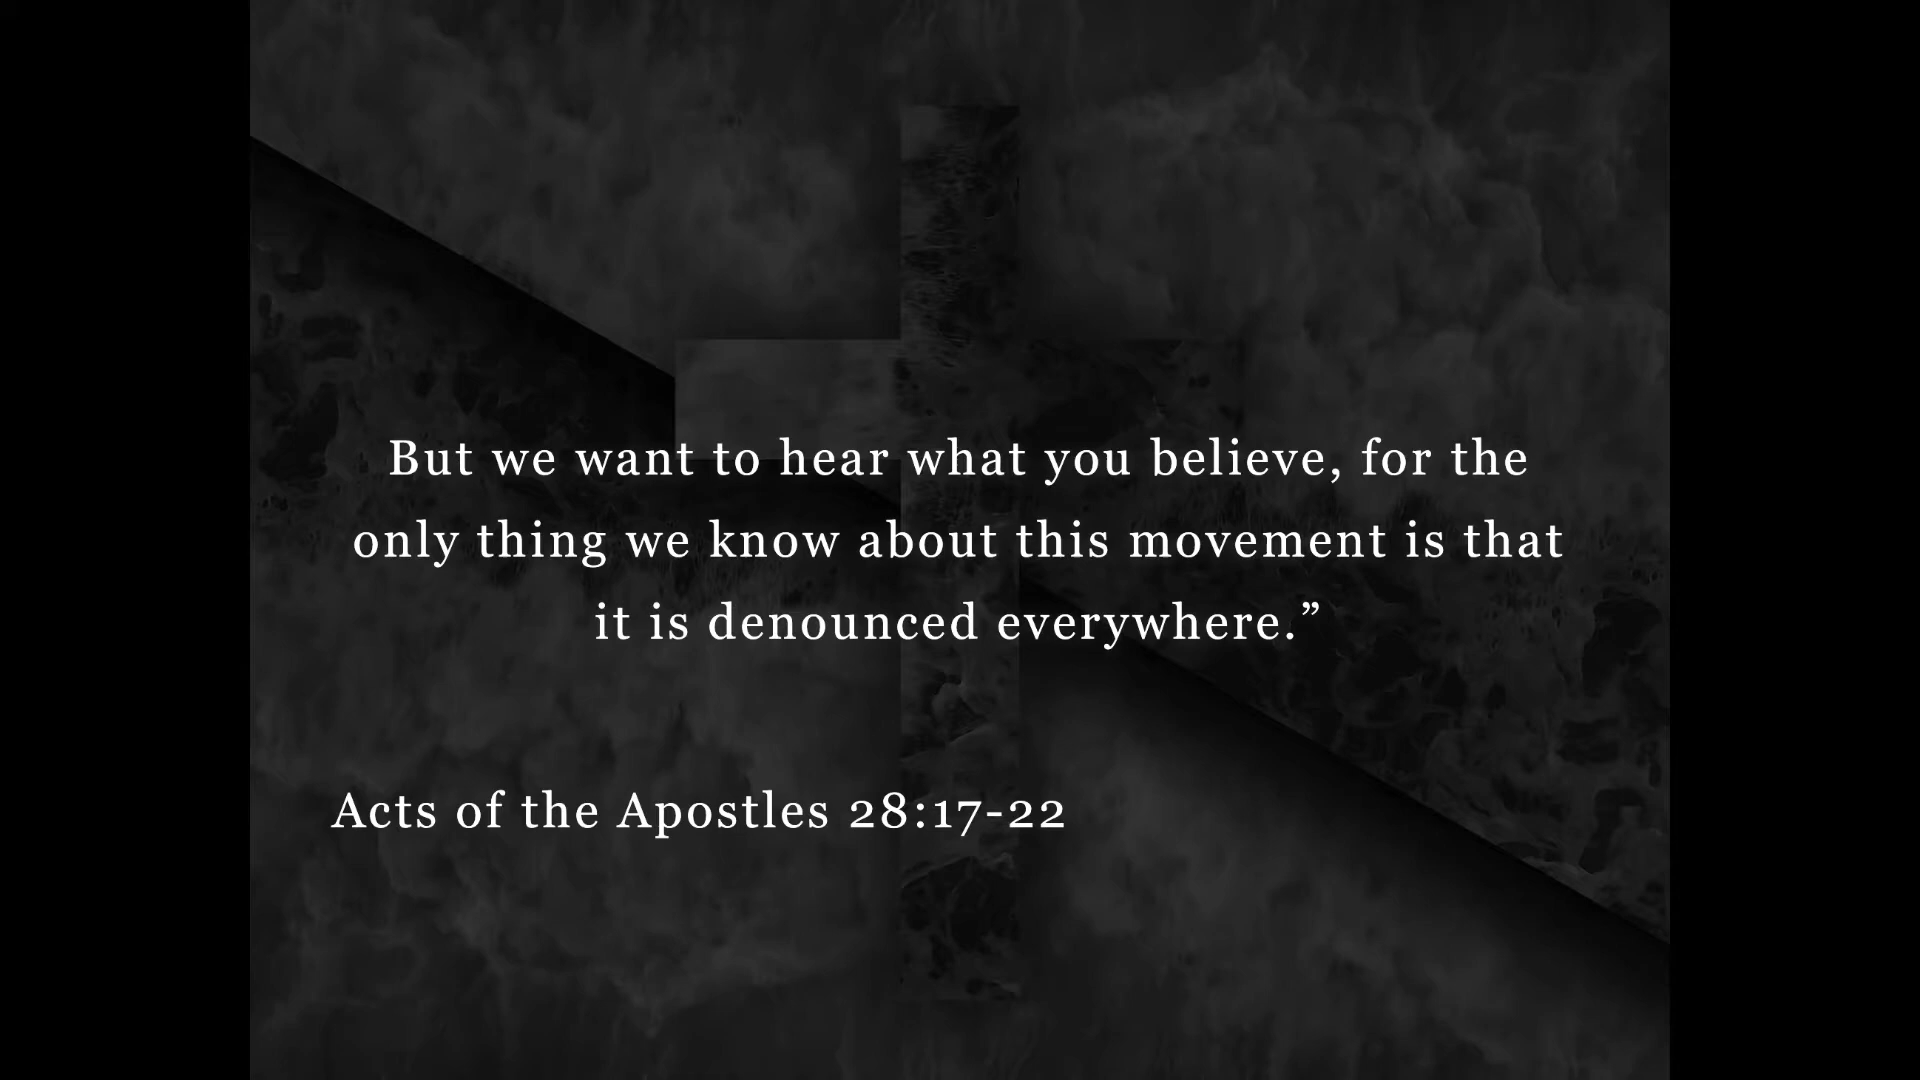 But we want to hear what you believe, for the
only thing we know about this movement is that
it is denounced everywhere.”
Acts of the Apostles 28:17-22